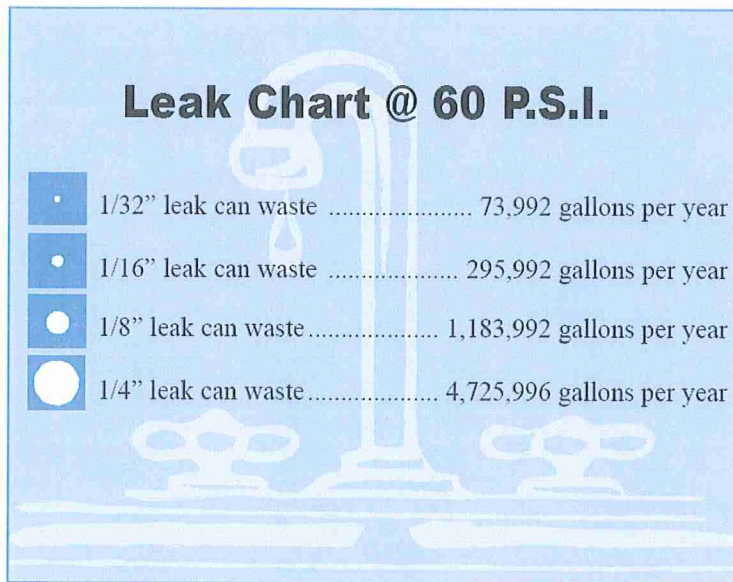 Leak Chart @ 60 P.S.I.
1/32” leak can waste ...................... 73,992 gallons per year
1/16” leak can waste .................... 295,992 gallons per year
1/8” leak can waste.................... 1,183,992 gallons per year
1/4” leak can waste.................... 4,725,996 gallons per year